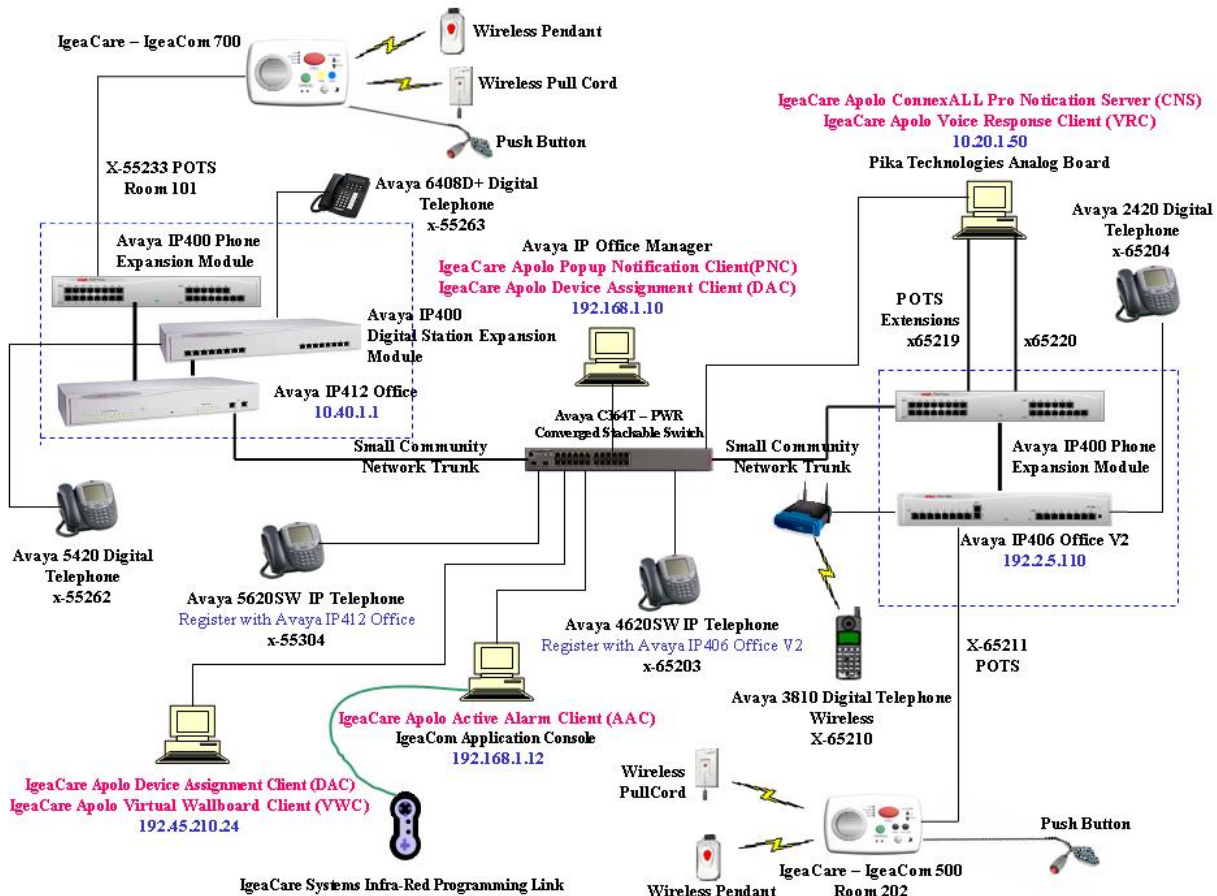 IgeaCare – IgeaCom 700
Wireless Pendant
Wireless Pull Cord
Push Button
X-55233 POTS
Room 101
Avaya 6408D+ Digital
Telephone
x-55263
IgeaCare Apolo ConnexALL Pro Notication Server (CNS)
IgeaCare Apolo Voice Response Client (VRC)
10.20.1.50
Pika Technologies Analog Board
Avaya 2420 Digital
Telephone
x-65204
Avaya IP400 Phone
Expansion Module
Avaya IP400
Digital Station Expansion
Module
Avaya IP412 Office
10.40.1.1
Avaya IP Office Manager
IgeaCare Apolo Popup Notification Client(PNC)
IgeaCare Apolo Device Assignment Client (DAC)
192.168.1.10
POTS
Extensions
x65219
x65220
Avaya C364T – PWR
Converged Stackable Switch
Small Community
Network Trunk
Small Community
Network Trunk
Avaya IP400 Phone
Expansion Module
Avaya IP406 Office V2
192.2.5.110
Avaya 5420 Digital
Telephone
x-55262
Avaya 5620SW IP Telephone
Register with Avaya IP412 Office
x-55304
Avaya 4620SW IP Telephone
Register with Avaya IP406 Office V2
x-65203
Avaya 3810 Digital Telephone
Wireless
X-65210
X-65211
POTS
IgeaCare Apolo Active Alarm Client (AAC)
IgeaCom Application Console
192.168.1.12
IgeaCare Apolo Device Assignment Client (DAC)
IgeaCare Apolo Virtual Wallboard Client (VWC)
192.45.210.24
IgeaCare Systems Infra-Red Programming Link
Wireless
PullCord
Push Button
Wireless Pendant
IgeaCare – IgeaCom 500
Room 202